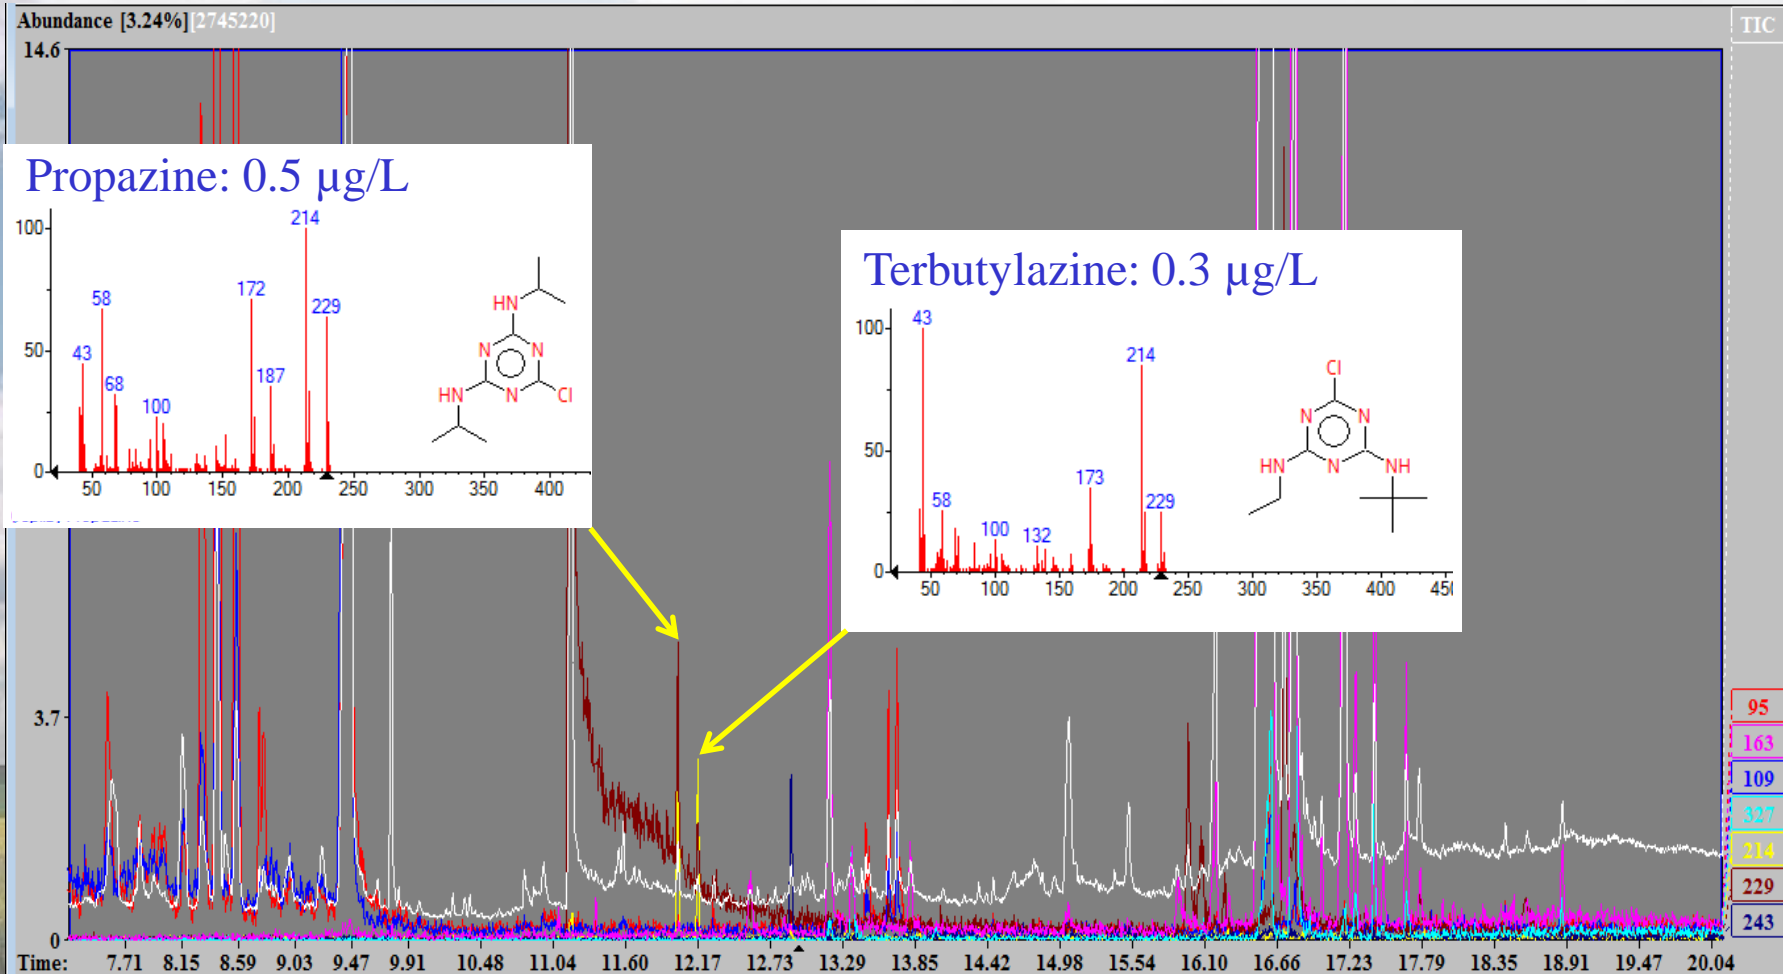 Abundance [3.24%] [2745220]
TIC
14.6
Propazine: 0.5 µg/L
100
50
0
214
172
58
229
43
187
68
100
HN
N N
HN N Cl
50 100 150 200 250 300 350 400
Terbutylazine: 0.3 µg/L
100
50
0
43
214
173
58
229
100
132
Cl
N N
HN N NH
50 100 150 200 250 300 350 400 450
3.7
0
95
163
109
327
214
229
243
Time: 7.71 8.15 8.59 9.03 9.47 9.91 10.48 11.04 11.60 12.17 12.73 13.29 13.85 14.42 14.98 15.54 16.10 16.66 17.23 17.79 18.35 18.91 19.47 20.04